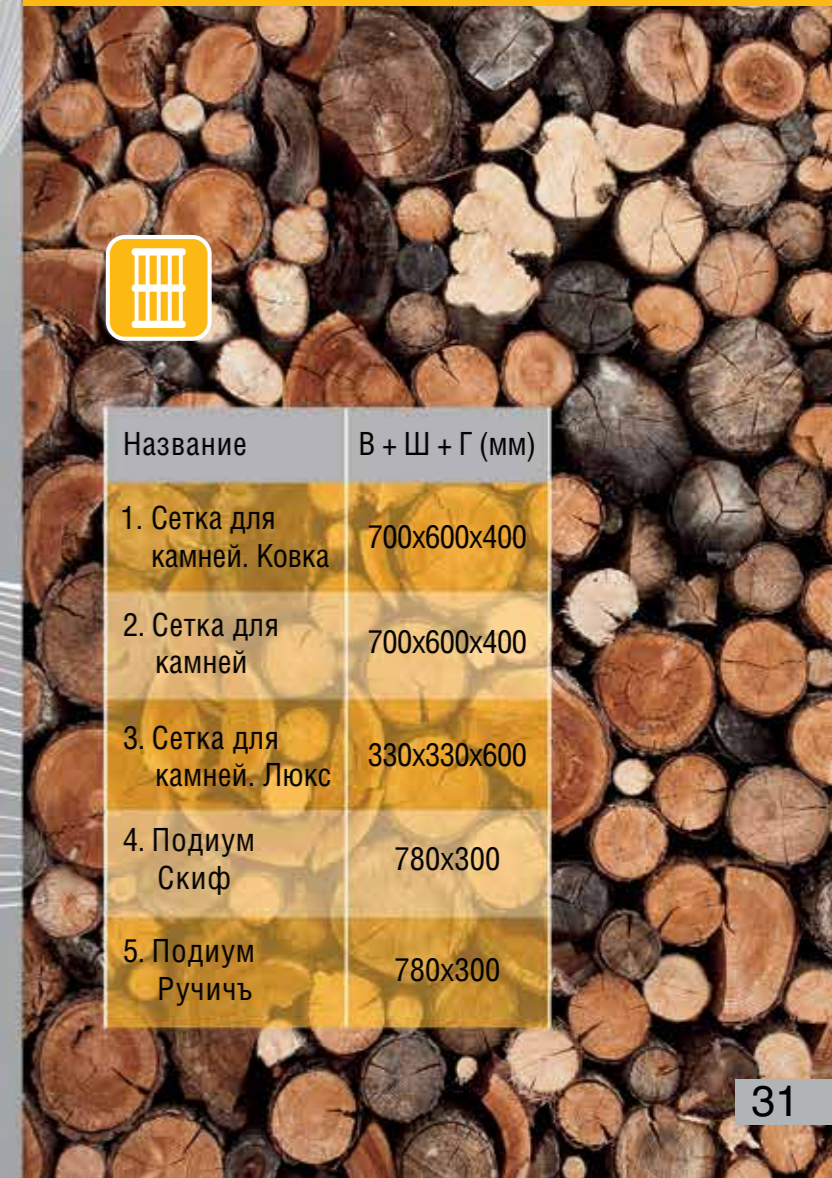 Название В + Ш + Г (мм)
1. Сетка для
камней. Ковка 700х600х400
2. Сетка для
камней 700х600х400
3. Сетка для
камней. Люкс 330х330х600
4. Подиум
Скиф 780х300
5. Подиум
Ручичъ 780х300
31